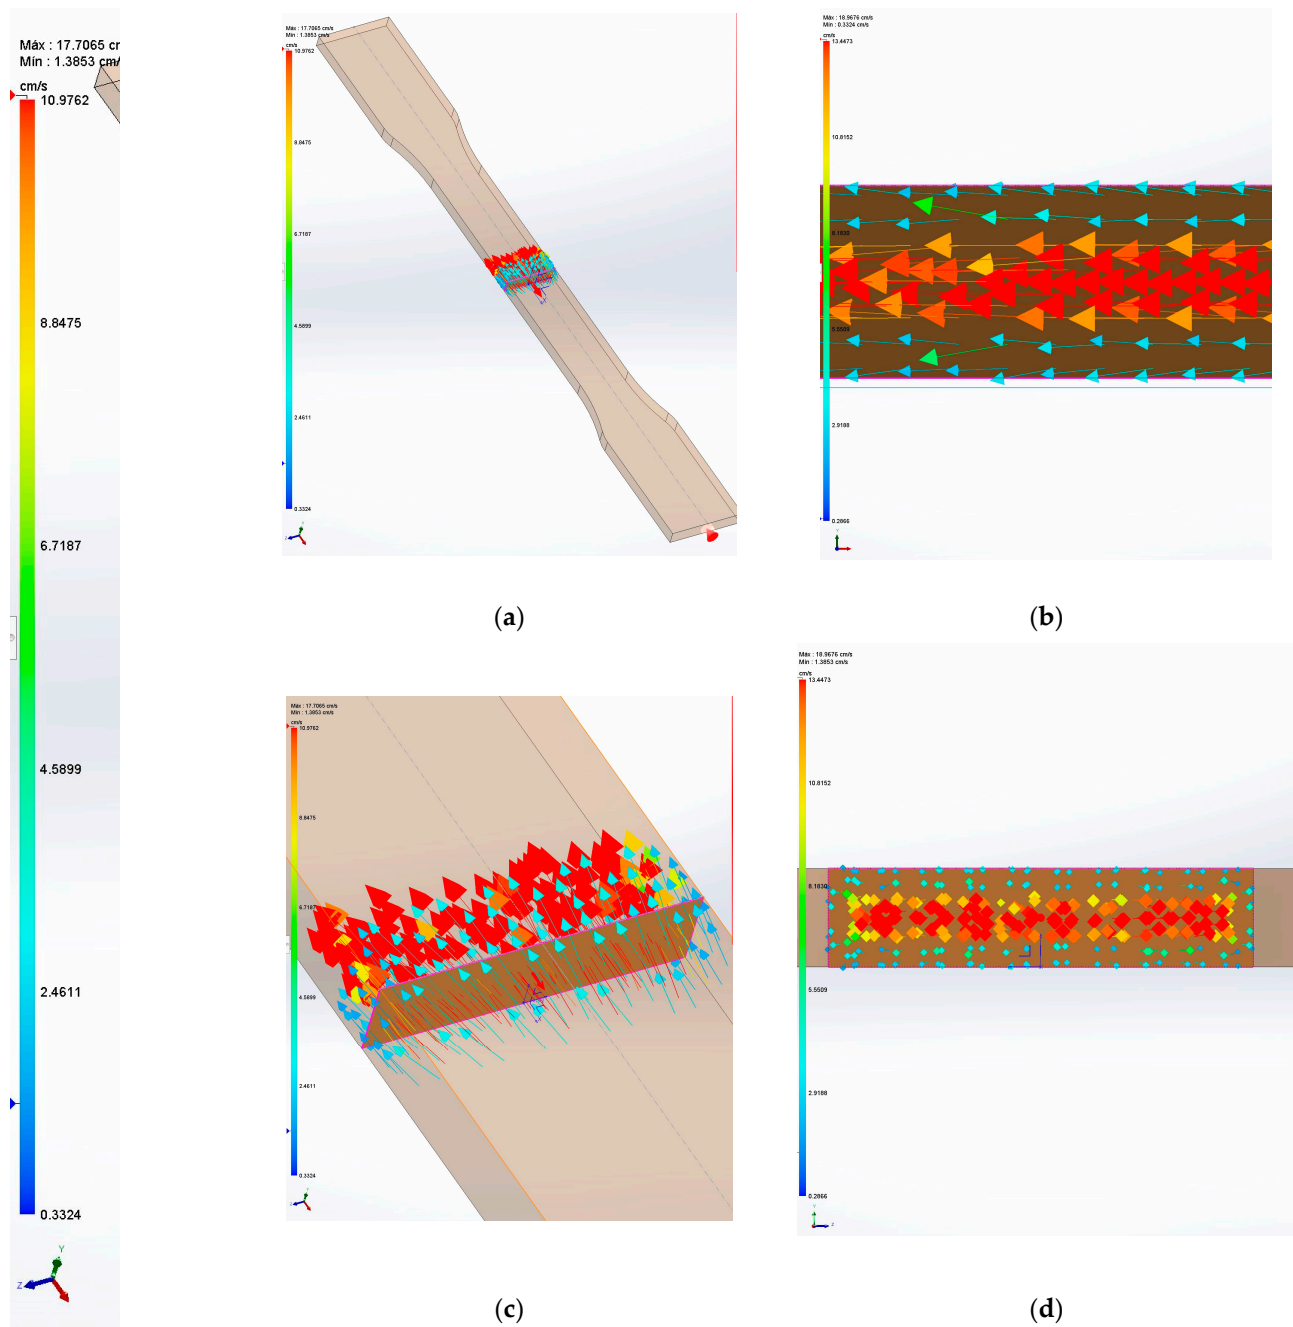 Máx : 17.7065 cm
Mín : 1.3853 cm/
cm/s
10.9762
8.8475
6.7187
4.5899
2.4611
0.3324
Y
Z
Máx : 17.7065 cm/s
Mín : 1.3853 cm/s
cm/s
10.9762
8.8475
6.7187
4.5899
2.4611
0.3324
Y
Z
(a)
Máx : 18.9676 cm/s
Mín : 0.3324 cm/s
cm/s
13.4473
10.8152
8.1830
5.5509
2.9188
0.2866
Y
(b)
Máx : 17.7065 cm/s
Mín : 1.3853 cm/s
cm/s
10.9762
8.8475
6.7187
4.5899
2.4611
0.3324
Y
Z
(c)
Máx : 18.9676 cm/s
Mín : 1.3853 cm/s
cm/s
13.4473
10.8152
8.1830
5.5509
2.9188
0.2866
Y
Z
(d)